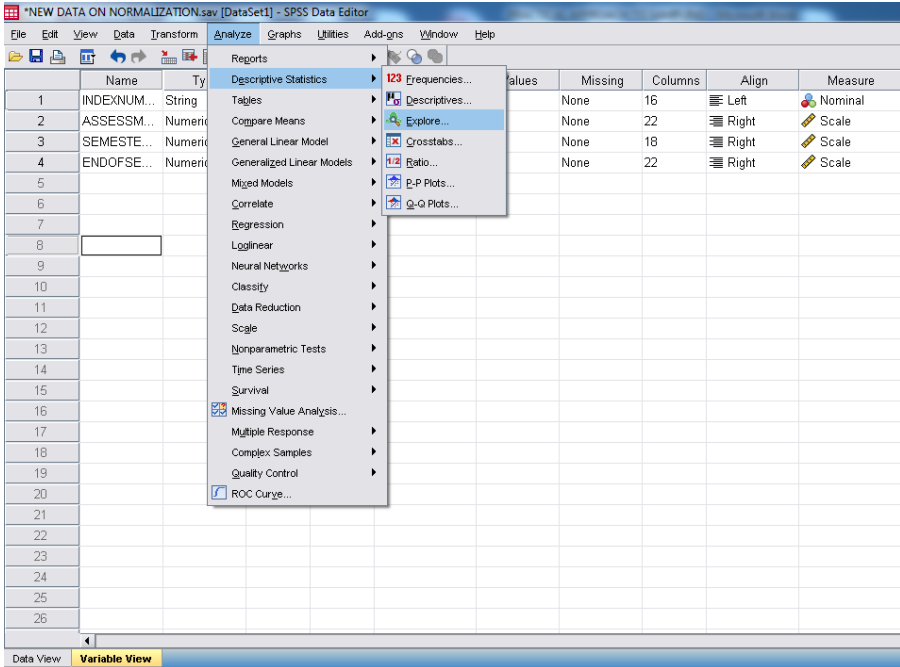 *NEW DATA ON NORMALIZATION.sav [DataSet1] - SPSS Data Editor
File Edit View Data Transform Analyze Graphs Utilities Add-ons Window Help
Name Ty alues Missing Columns Align Measure
1 INDEXNUM... String None 16 Left Nominal
2 ASSESSM... Numeric None 22 Right Scale
3 SEMESTE... Numeric None 18 Right Scale
4 ENDOFSE... Numeric None 22 Right Scale
5
6
7
8
9
10
11
12
13
14
15
16
17
18
19
20
21
22
23
24
25
26
Reports
Descriptive Statistics
Tables
Compare Means
General Linear Model
Generalized Linear Models
Mixed Models
Correlate
Regression
Loglinear
Neural Networks
Classify
Data Reduction
Scale
Nonparametric Tests
Time Series
Survival
Missing Value Analysis...
Multiple Response
Complex Samples
Quality Control
ROC Curve...
123 Frequencies...
Descriptives...
Explore...
Crosstabs...
1/2 Ratio...
P-P Plots...
Q-Q Plots...
Data View Variable View